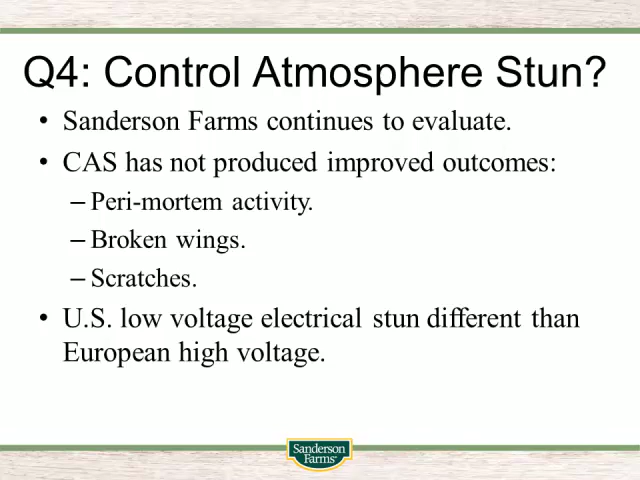 Q4: Control Atmosphere Stun?
• Sanderson Farms continues to evaluate.
• CAS has not produced improved outcomes:
– Peri-mortem activity.
– Broken wings.
– Scratches.
• U.S. low voltage electrical stun different than
European high voltage.
Sanderson
Farms®